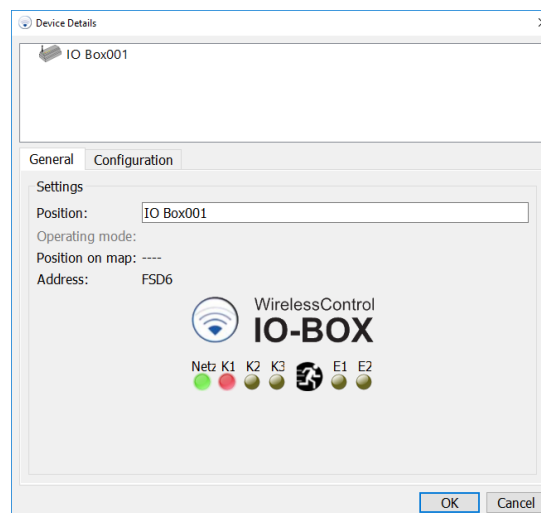 Device Details
IO Box001
General Configuration
Settings
Position: IO Box001
Operating mode:
Position on map: ----
Address: FSD6
WirelessControl
IO-BOX
Netz K1 K2 K3 E1 E2
OK Cancel